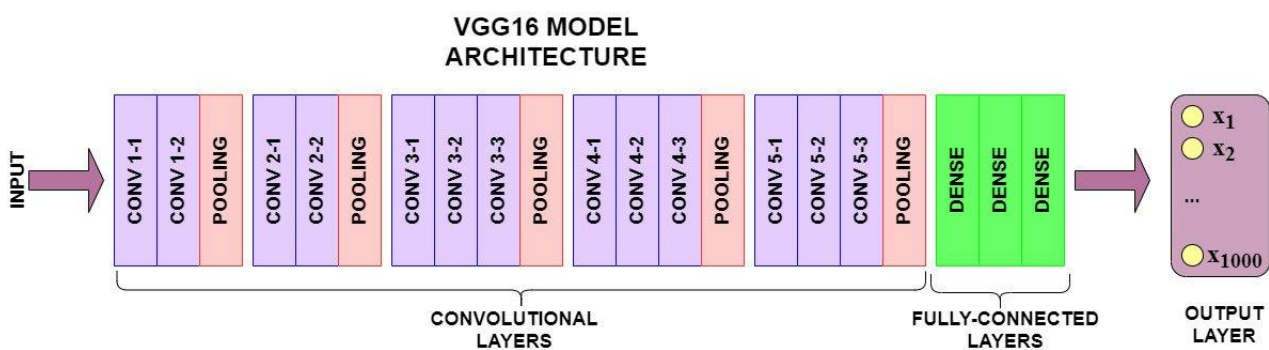 VGG16 MODEL
ARCHITECTURE
INPUT
CONV 1-1
CONV 1-2
POOLING
CONV 2-1
CONV 2-2
POOLING
CONV 3-1
CONV 3-2
CONV 3-3
POOLING
CONV 4-1
CONV 4-2
CONV 4-3
POOLING
CONV 5-1
CONV 5-2
CONV 5-3
POOLING
DENSE
DENSE
DENSE
x1
x2
...
x1000
CONVOLUTIONAL
LAYERS
FULLY-CONNECTED
LAYERS
OUTPUT
LAYER